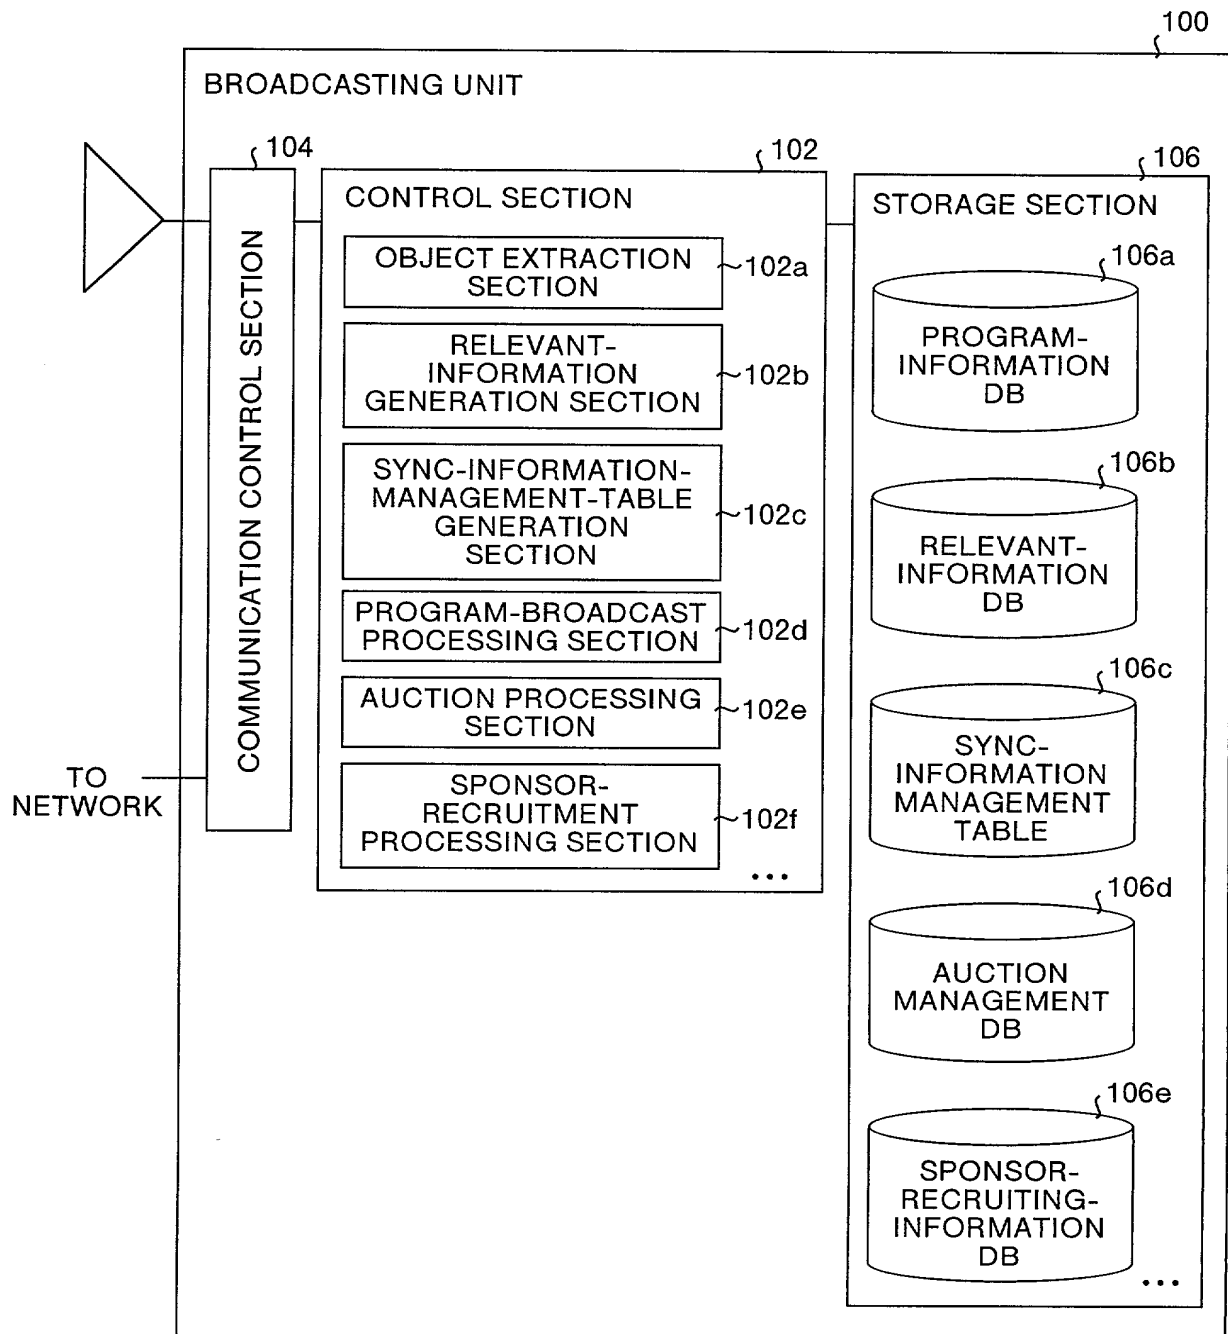 100
BROADCASTING UNIT
104
COMMUNICATION CONTROL SECTION
TO
NETWORK
102
CONTROL SECTION
OBJECT EXTRACTION
SECTION
102a
RELEVANT-
INFORMATION
GENERATION SECTION
102b
SYNC-INFORMATION-
MANAGEMENT-TABLE
GENERATION
SECTION
102c
PROGRAM-BROADCAST
PROCESSING SECTION
102d
AUCTION PROCESSING
SECTION
102e
SPONSOR-
RECRUITMENT
PROCESSING SECTION
102f
...
106
STORAGE SECTION
106a
PROGRAM-
INFORMATION
DB
106b
RELEVANT-
INFORMATION
DB
106c
SYNC-
INFORMATION
MANAGEMENT
TABLE
106d
AUCTION
MANAGEMENT
DB
106e
SPONSOR-
RECRUITING-
INFORMATION
DB
...